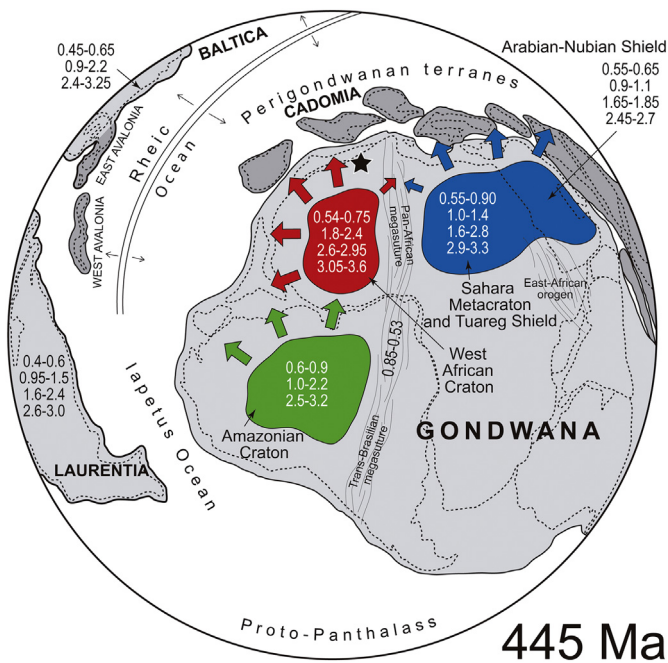 BALTICA
0.45-0.65
0.9-2.2
2.4-3.25
Arabian-Nubian Shield
0.55-0.65
0.9-1.1
1.65-1.85
2.45-2.7
Perigondwanan terranes
CADOMIA
EAST AVALONIA
Rheic
Ocean
WEST AVALONIA
0.54-0.75
1.8-2.4
2.6-2.95
3.05-3.6
Pan-African
megasuture
0.55-0.90
1.0-1.4
1.6-2.8
2.9-3.3
East-African
orogen
Sahara
Metacraton
and Tuareg Shield
West
African
Craton
0.85-0.53
0.4-0.6
0.95-1.5
1.6-2.4
2.6-3.0
0.6-0.9
1.0-2.2
2.5-3.2
Iapetus Ocean
Amazonian
Craton
GONDWANA
LAURENTIA
Trans-Brasilian
megasuture
Proto-Panthalass
445 Ma